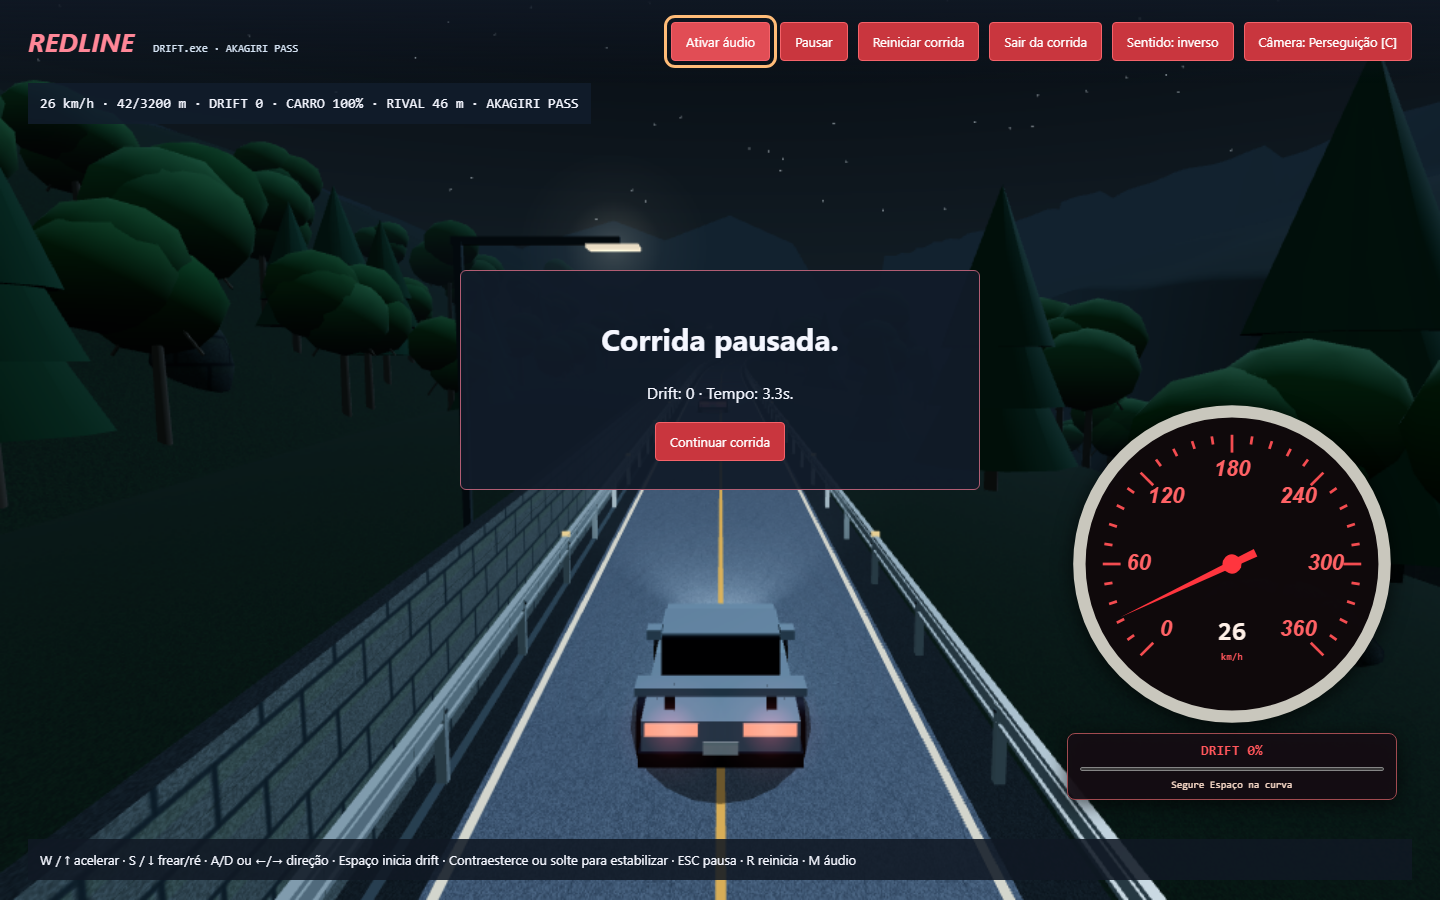 REDLINE DRIFT.exe · AKAGIRI PASS
Ativar áudio
Pausar
Reiniciar corrida
Sair da corrida
Sentido: inverso
Câmera: Perseguição [C]
26 km/h · 42/3200 m · DRIFT 0 · CARRO 100% · RIVAL 46 m · AKAGIRI PASS
Corrida pausada.
Drift: 0 · Tempo: 3.3s.
Continuar corrida
0
60
120
180
240
300
360
26
km/h
DRIFT 0%
Segure Espaço na curva
W / ↑ acelerar · S / ↓ frear/ré · A/D ou ←/→ direção · Espaço inicia drift · Contraesterce ou solte para estabilizar · ESC pausa · R reinicia · M áudio